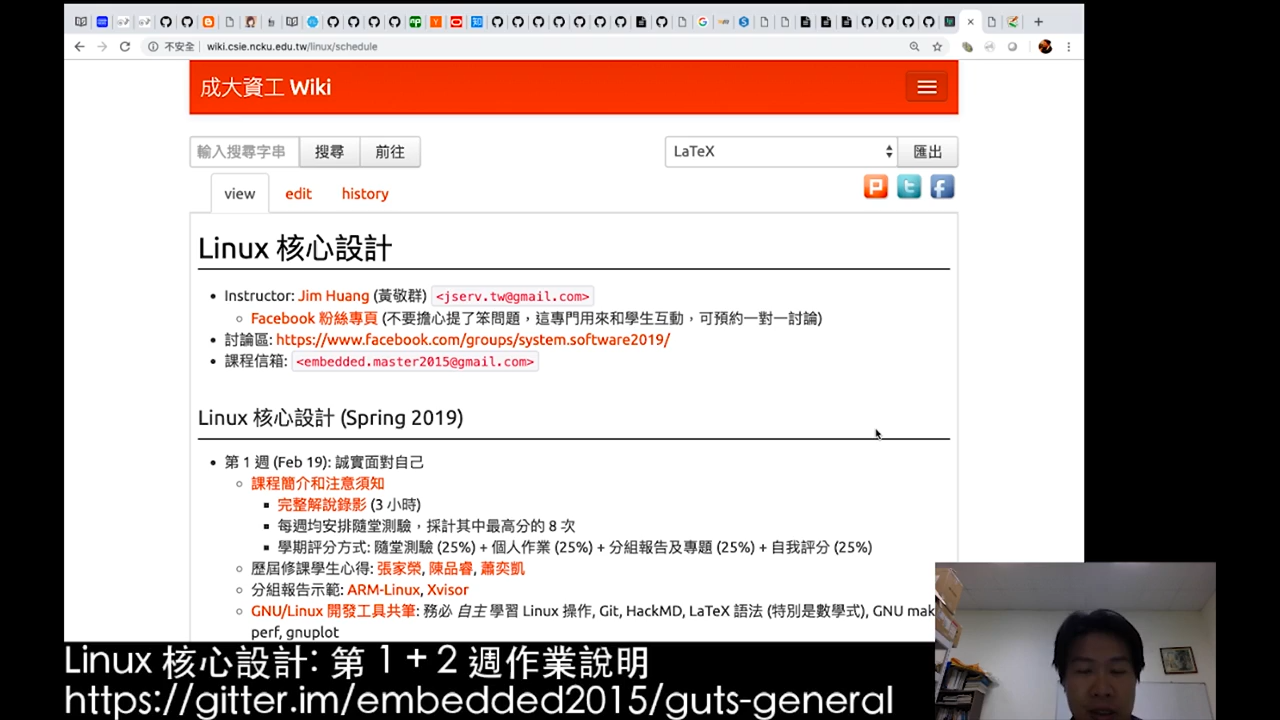 不安全 wiki.csie.ncku.edu.tw/linux/schedule
成大資工 Wiki
輸入搜尋字串 搜尋 前往 LaTeX 匯出
view edit history
Linux 核心設計
Instructor: Jim Huang (黃敬群) <jserv.tw@gmail.com>
Facebook 粉絲專頁 (不要擔心提了笨問題，這專門用來和學生互動，可預約一對一討論)
討論區: https://www.facebook.com/groups/system.software2019/
課程信箱: <embedded.master2015@gmail.com>
Linux 核心設計 (Spring 2019)
第 1 週 (Feb 19): 誠實面對自己
課程簡介和注意須知
完整解說錄影 (3 小時)
每週均安排隨堂測驗，採計其中最高分的 8 次
學期評分方式: 隨堂測驗 (25%) + 個人作業 (25%) + 分組報告及專題 (25%) + 自我評分 (25%)
歷屆修課學生心得: 張家榮, 陳品睿, 蕭奕凱
分組報告示範: ARM-Linux, Xvisor
GNU/Linux 開發工具共筆: 務必 自主 學習 Linux 操作, Git, HackMD, LaTeX 語法 (特別是數學式), GNU mak
perf, gnuplot
Linux 核心設計: 第 1 + 2 週作業說明
https://gitter.im/embedded2015/guts-general